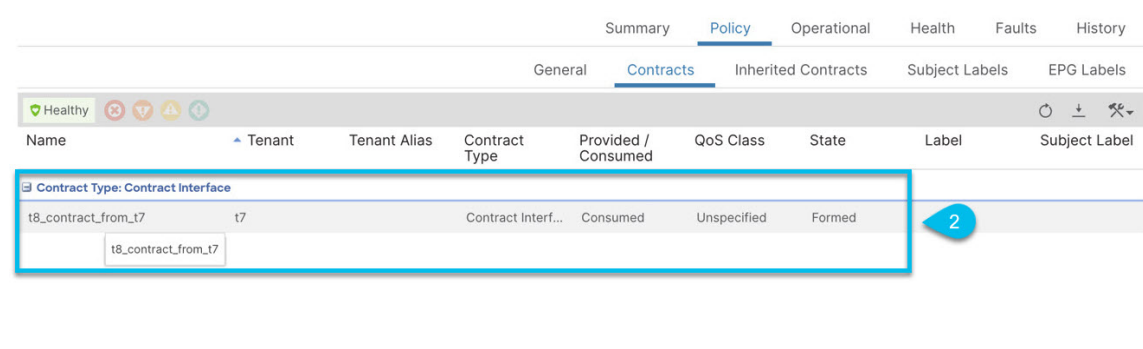 Summary Policy Operational Health Faults History
General Contracts Inherited Contracts Subject Labels EPG Labels
Healthy
Name Tenant Tenant Alias Contract Type Provided / Consumed QoS Class State Label Subject Label
Contract Type: Contract Interface
t8_contract_from_t7 t7 Contract Interf... Consumed Unspecified Formed 2
t8_contract_from_t7